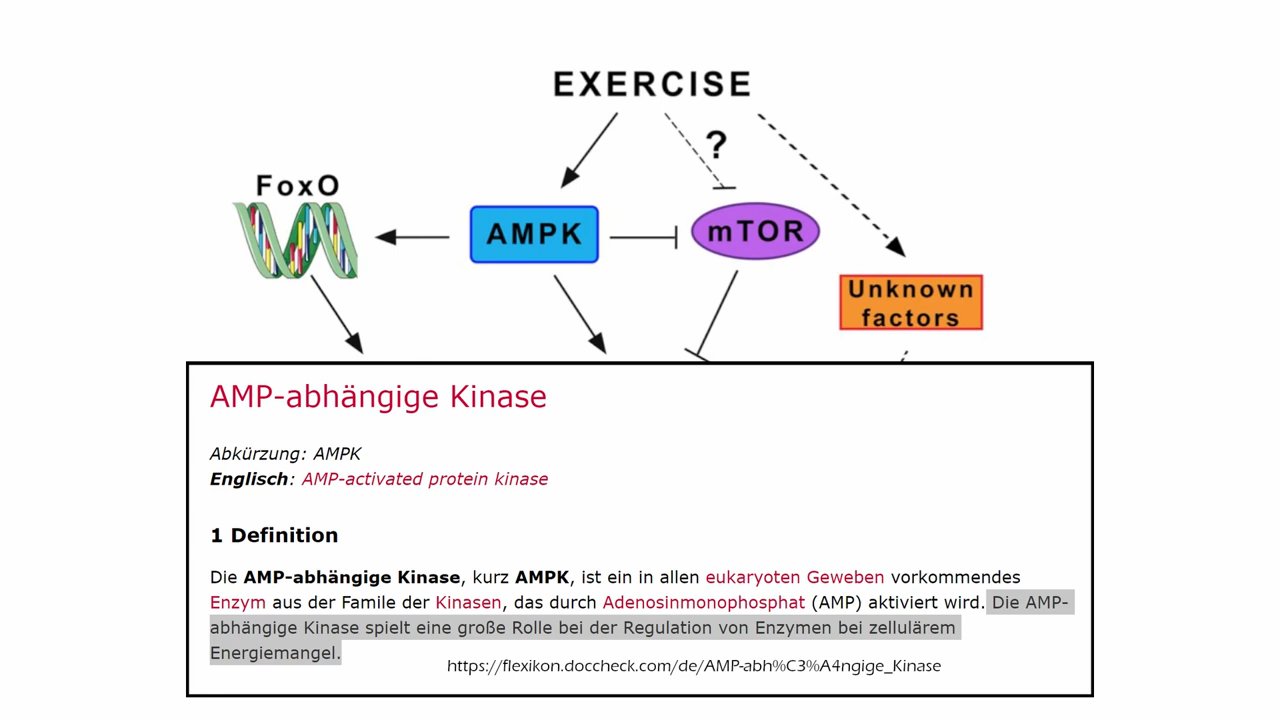 EXERCISE
?
FoxO
AMPK
mTOR
Unknown
factors
AMP-abhängige Kinase
Abkürzung: AMPK
Englisch: AMP-activated protein kinase
1 Definition
Die AMP-abhängige Kinase, kurz AMPK, ist ein in allen eukaryoten Geweben vorkommendes
Enzym aus der Famile der Kinasen, das durch Adenosinmonophosphat (AMP) aktiviert wird. Die AMP-
abhängige Kinase spielt eine große Rolle bei der Regulation von Enzymen bei zellulärem
Energiemangel.
https://flexikon.doccheck.com/de/AMP-abh%C3%A4ngige_Kinase